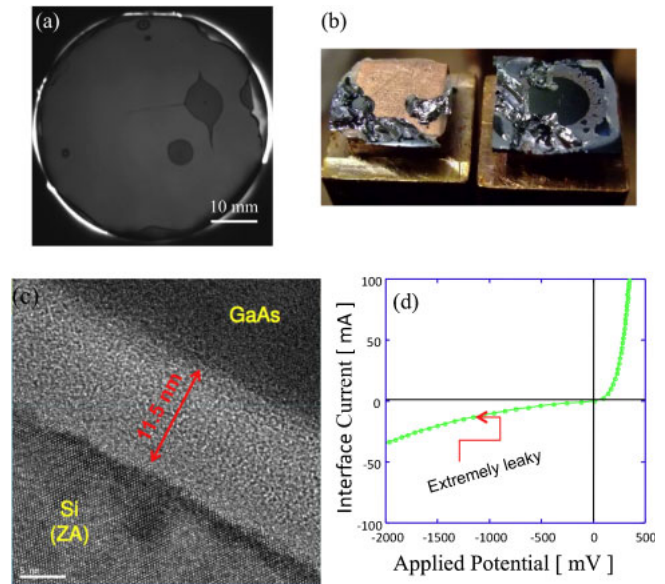 (a)
10 mm
(b)
(c)
GaAs
11.5 nm
Si
(ZA)
5 nm
(d)
Interface Current [ mA ]
100
50
0
-50
-100
Extremely leaky
-2000 -1500 -1000 -500 0 500
Applied Potential [ mV ]